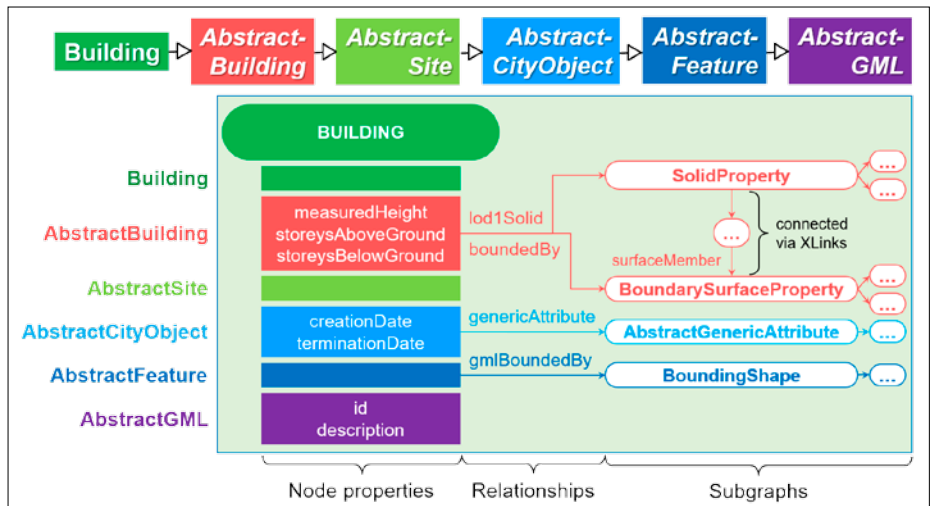 Building
Abstract-
Building
Abstract-
Site
Abstract-
CityObject
Abstract-
Feature
Abstract-
GML
BUILDING
Building
SolidProperty
...
...
AbstractBuilding
measuredHeight
storeysAboveGround
storeysBelowGround
lod1Solid
boundedBy
...
connected
via XLinks
surfaceMember
AbstractSite
BoundarySurfaceProperty
...
...
AbstractCityObject
creationDate
terminationDate
genericAttribute
AbstractGenericAttribute
...
AbstractFeature
gmlBoundedBy
BoundingShape
...
AbstractGML
id
description
Node properties
Relationships
Subgraphs